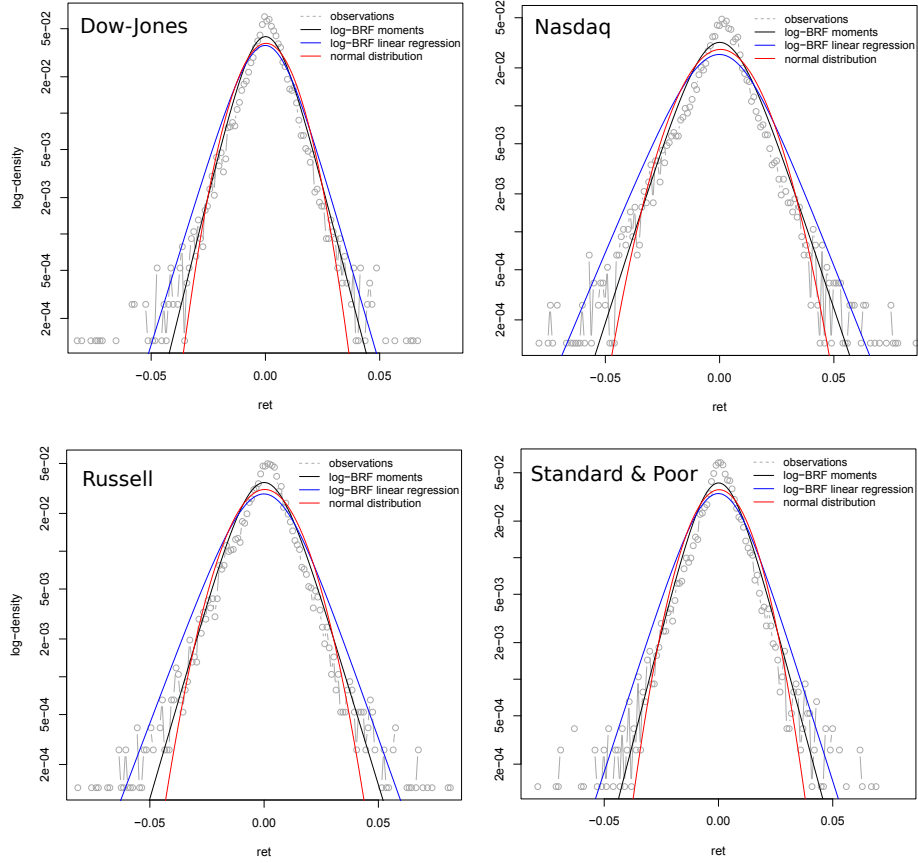 Dow-Jones
observations
log-BRF moments
log-BRF linear regression
normal distribution
log-density
5e-02
2e-02
5e-03
2e-03
5e-04
2e-04
−0.05
0.00
0.05
ret
Nasdaq
observations
log-BRF moments
log-BRF linear regression
normal distribution
5e-02
2e-02
5e-03
2e-03
5e-04
2e-04
−0.05
0.00
0.05
ret
Russell
observations
log-BRF moments
log-BRF linear regression
normal distribution
log-density
5e-02
2e-02
5e-03
2e-03
5e-04
2e-04
−0.05
0.00
0.05
ret
Standard & Poor
observations
log-BRF moments
log-BRF linear regression
normal distribution
5e-02
2e-02
5e-03
2e-03
5e-04
2e-04
−0.05
0.00
0.05
ret